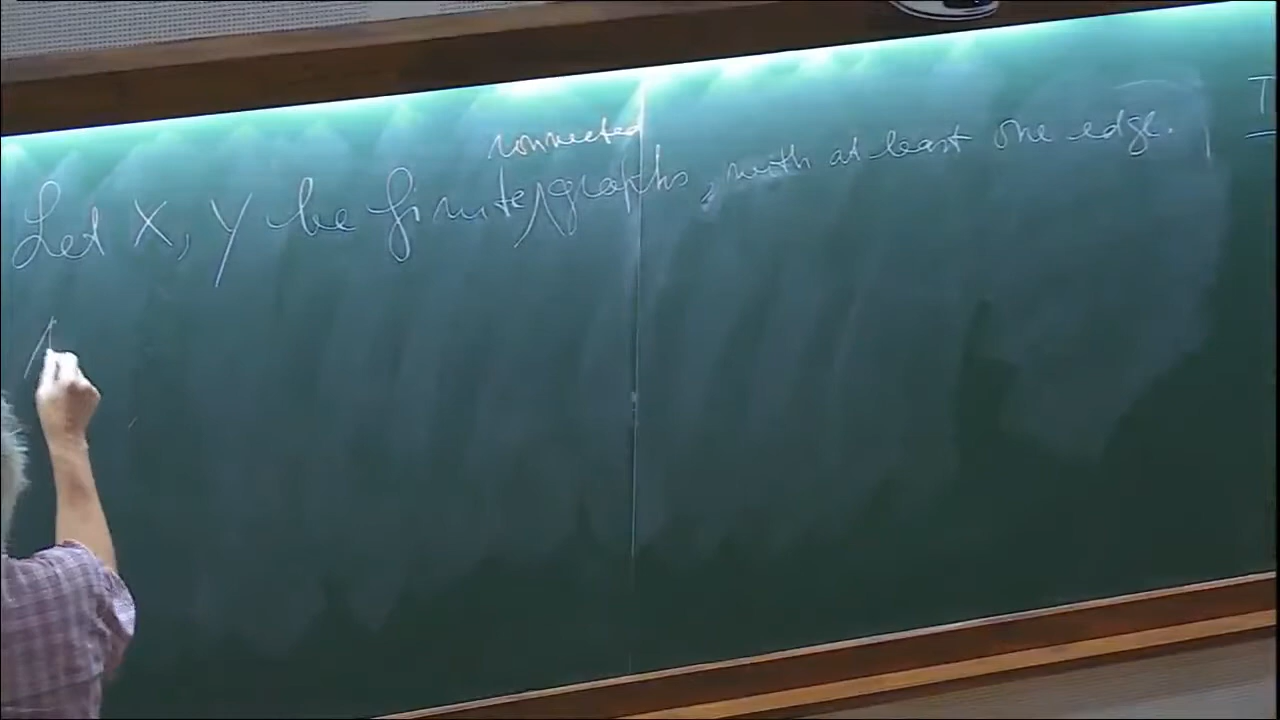 Let X, Y be finite connected graphs, with at least one edge.